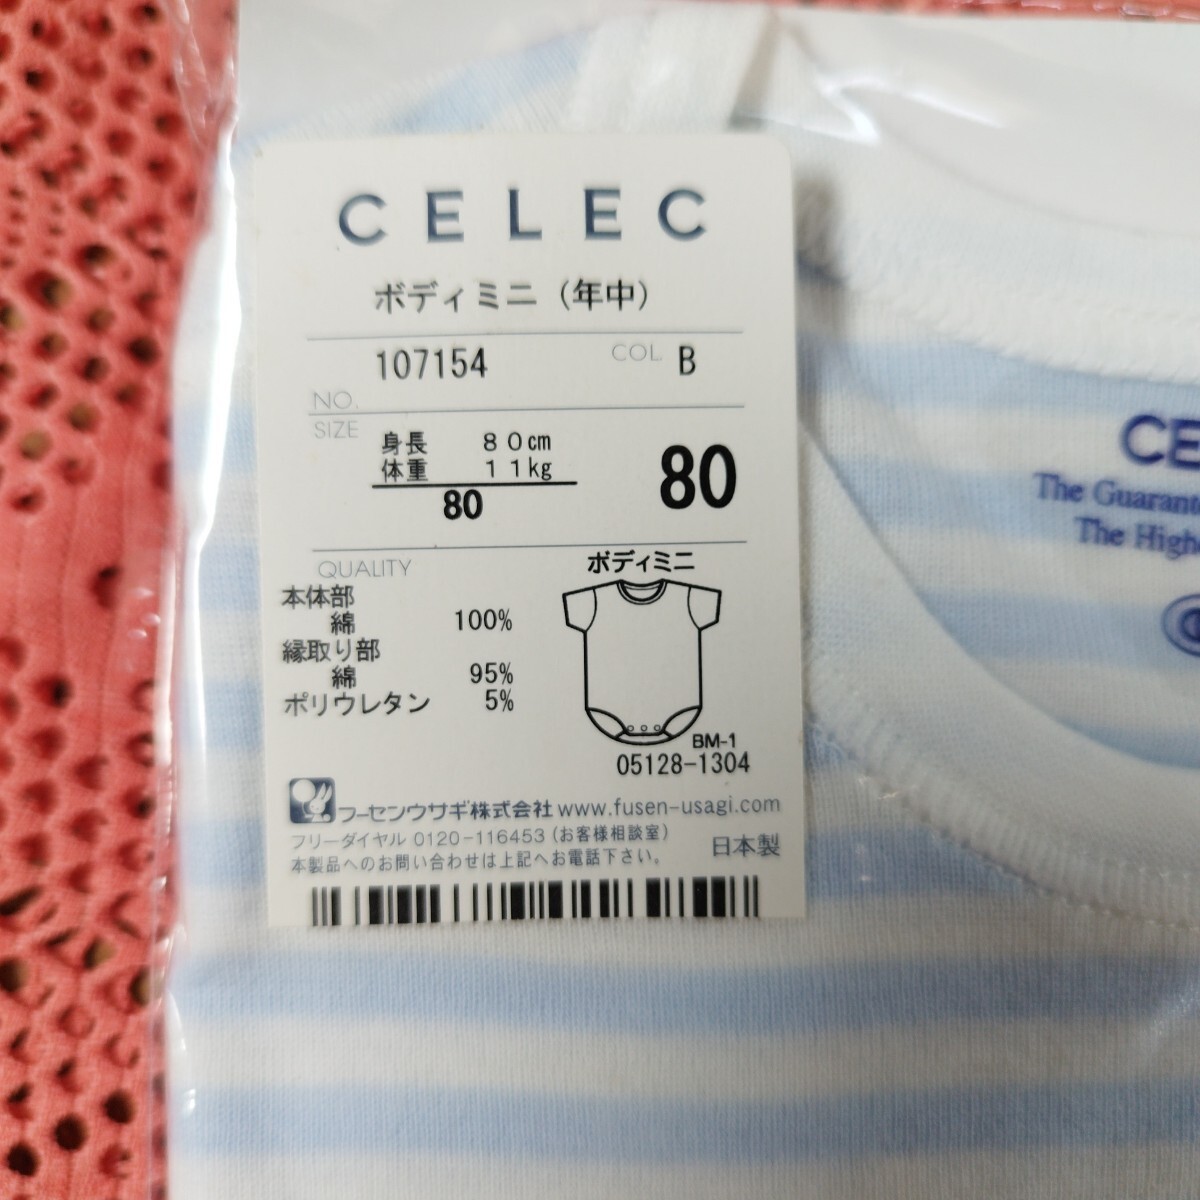 CELEC
ボディミニ（年中）
107154 COL B
NO.
SIZE
身長 80cm
体重 11kg
80
80
QUALITY
本体部
綿 100%
縁取り部
綿 95%
ポリウレタン 5%
ボディミニ
BM-1
05128-1304
フーセンウサギ株式会社 www.fusen-usagi.com
フリーダイヤル 0120-116453（お客様相談室）
本製品へのお問い合わせは上記へお電話下さい。 日本製
CE
The Guarant
The High